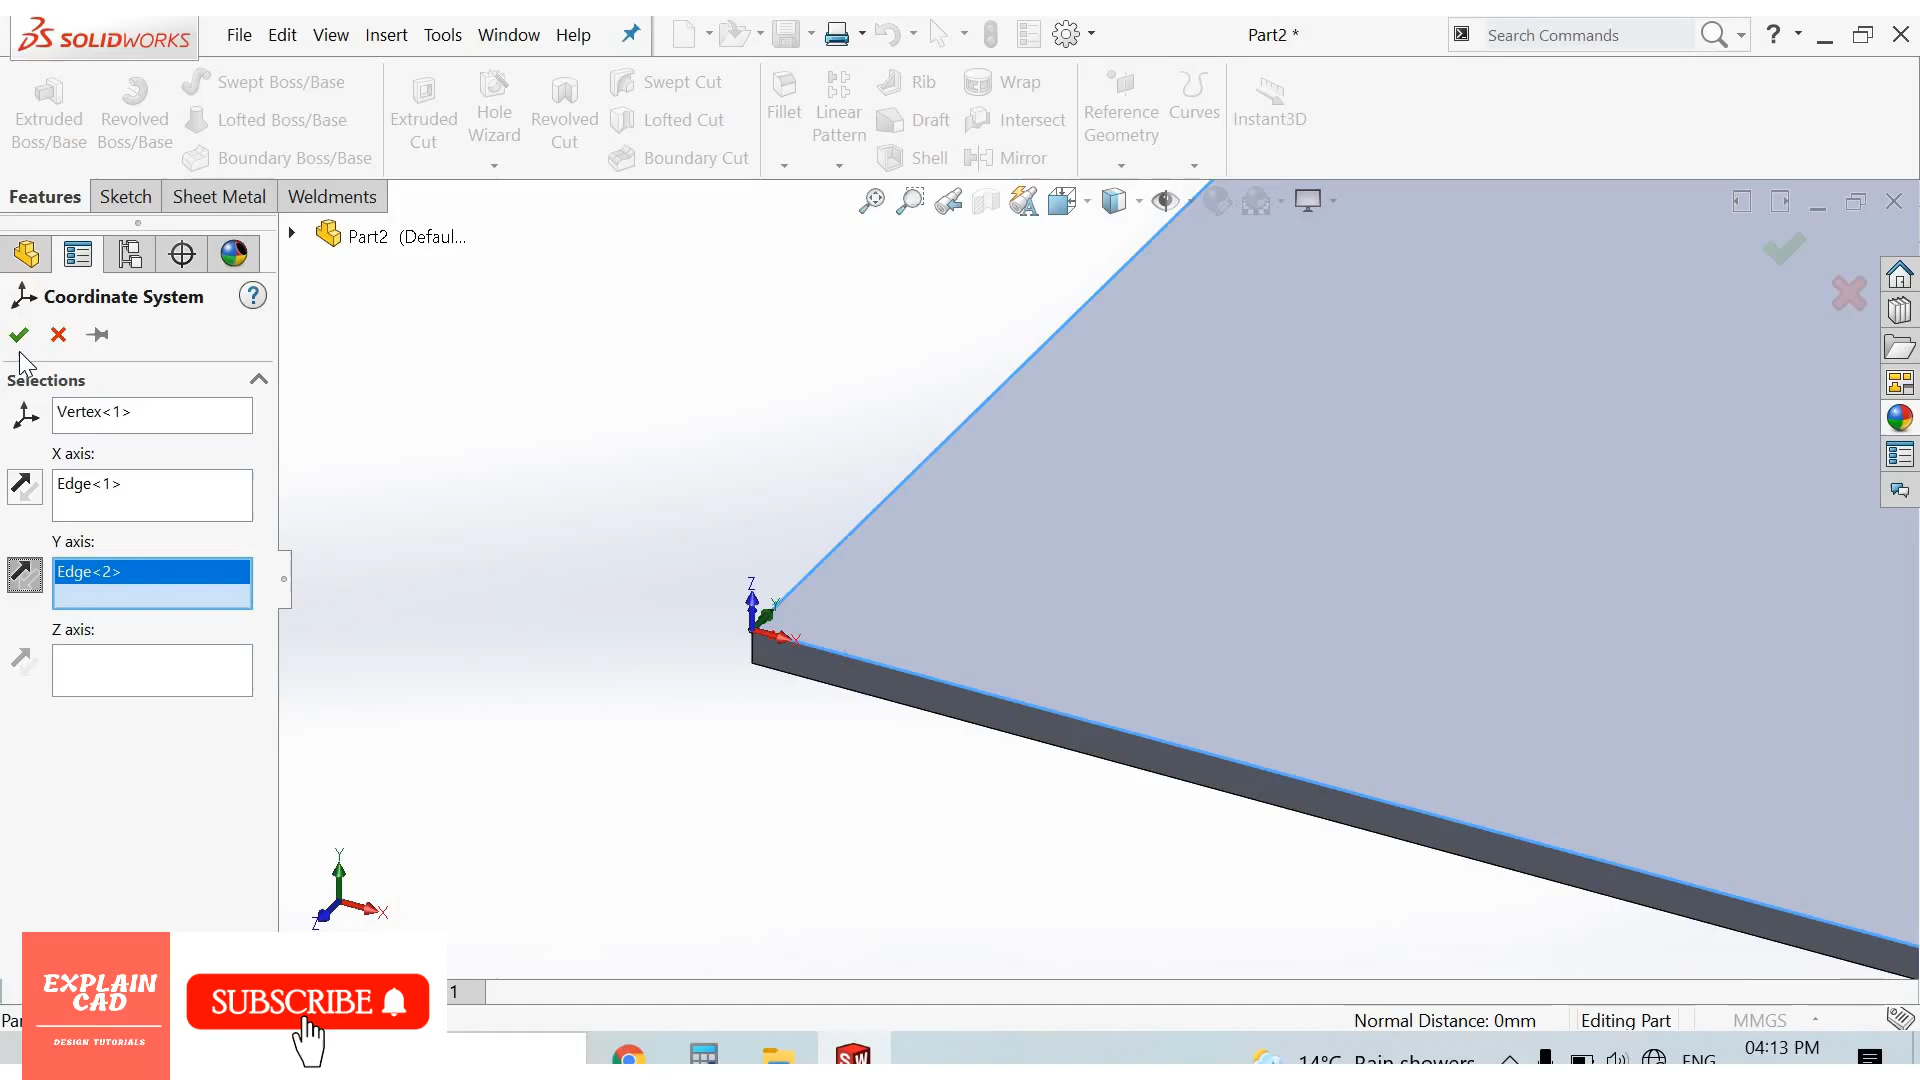 SOLIDWORKS
File Edit View Insert Tools Window Help
Part2 *
Search Commands
?
Extruded Boss/Base
Revolved Boss/Base
Swept Boss/Base
Lofted Boss/Base
Boundary Boss/Base
Extruded Cut
Hole Wizard
Revolved Cut
Swept Cut
Lofted Cut
Boundary Cut
Fillet
Linear Pattern
Rib
Draft
Shell
Wrap
Intersect
Mirror
Reference Geometry
Curves
Instant3D
Features Sketch Sheet Metal Weldments
Part2 (Defaul...
Coordinate System
?
Selections
Vertex<1>
X axis:
Edge<1>
Y axis:
Edge<2>
Z axis:
Z
Y
X
Y
X
Z
EXPLAIN
CAD
DESIGN TUTORIALS
SUBSCRIBE
1
Normal Distance: 0mm
Editing Part
MMGS
SW
14°C Rain showers
ENG
04:13 PM